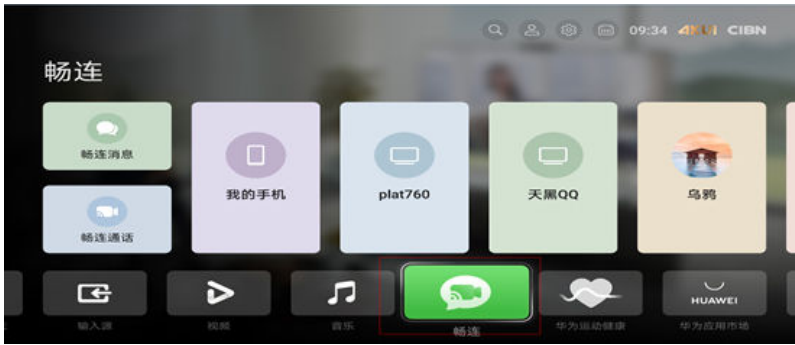 09:34 CIBN
畅连
畅连消息
畅连通话
我的手机
plat760
天黑QQ
乌鸦
HUAWEI
输入源
视频
音乐
畅连
华为运动健康
华为应用市场